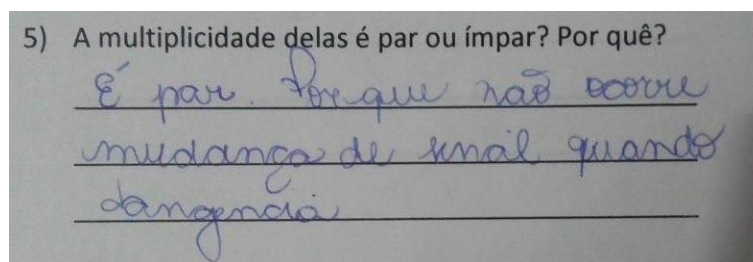 5) A multiplicidade delas é par ou ímpar? Por quê?
É par. Porque não ocorre
mudança de sinal quando
tangencia